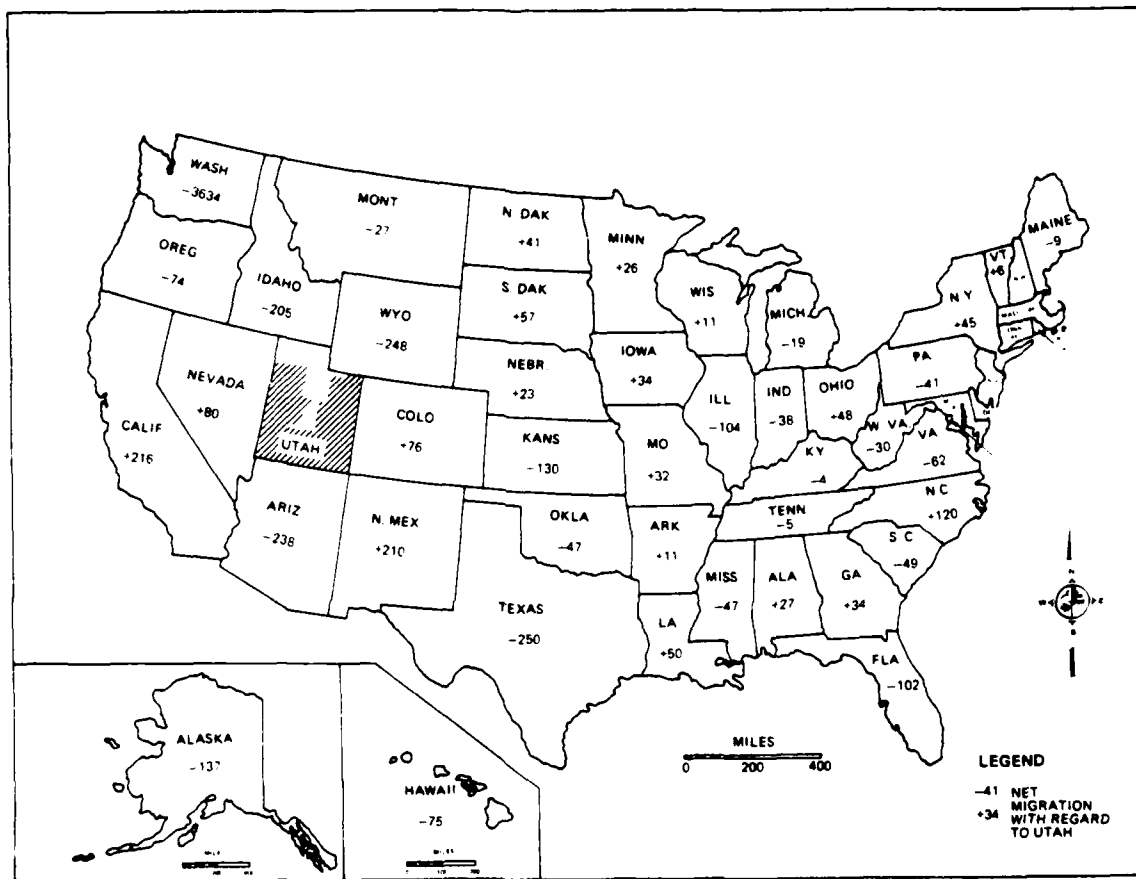 WASH
−3634
MONT
−27
N. DAK
+41
MINN
+26
MAINE
−9
VT
+6
OREG
−74
IDAHO
−205
S. DAK
+57
WIS
+11
MICH
−19
N Y
+45
WYO
−248
NEVADA
+80
NEBR.
+23
IOWA
+34
PA
−41
ILL
−104
IND
−38
OHIO
+48
W VA
−30
VA
−62
CALIF
+216
UTAH
COLO
+76
KANS
−130
MO
+32
KY
−4
ARIZ
−238
N. MEX
+210
OKLA
−47
ARK
+11
TENN
−5
N C
+120
S C
−49
MISS
−47
ALA
+27
GA
+34
TEXAS
−250
LA
+50
FLA
−102
N
W
E
S
ALASKA
−137
HAWAII
−75
MILES
MILES
0 200 400
LEGEND
−41 NET
MIGRATION
+34 WITH REGARD
TO UTAH